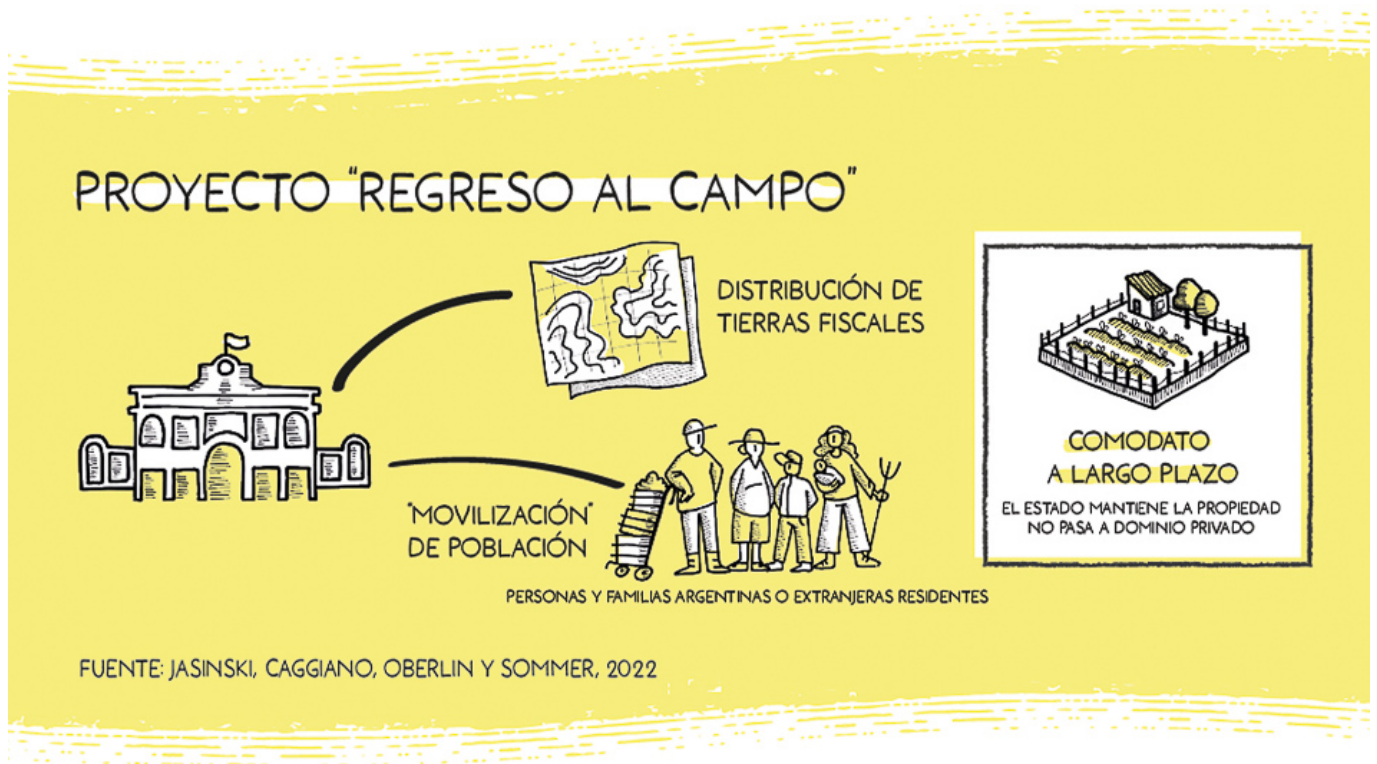 PROYECTO "REGRESO AL CAMPO"
DISTRIBUCIÓN DE
TIERRAS FISCALES
"MOVILIZACIÓN"
DE POBLACIÓN
PERSONAS Y FAMILIAS ARGENTINAS O EXTRANJERAS RESIDENTES
COMODATO
A LARGO PLAZO
EL ESTADO MANTIENE LA PROPIEDAD
NO PASA A DOMINIO PRIVADO
FUENTE: JASINSKI, CAGGIANO, OBERLIN Y SOMMER, 2022